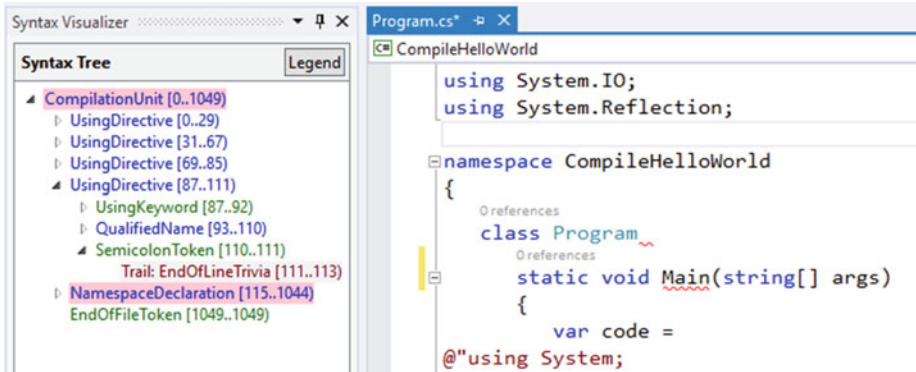 Syntax Visualizer
Syntax Tree
Legend
CompilationUnit [0..1049)
UsingDirective [0..29)
UsingDirective [31..67)
UsingDirective [69..85)
UsingDirective [87..111)
UsingKeyword [87..92)
QualifiedName [93..110)
SemicolonToken [110..111)
Trail: EndOfLineTrivia [111..113)
NamespaceDeclaration [115..1044)
EndOfFileToken [1049..1049)
Program.cs*
C# CompileHelloWorld
using System.IO;
using System.Reflection;
namespace CompileHelloWorld
{
0 references
class Program
0 references
static void Main(string[] args)
{
var code =
@"using System;